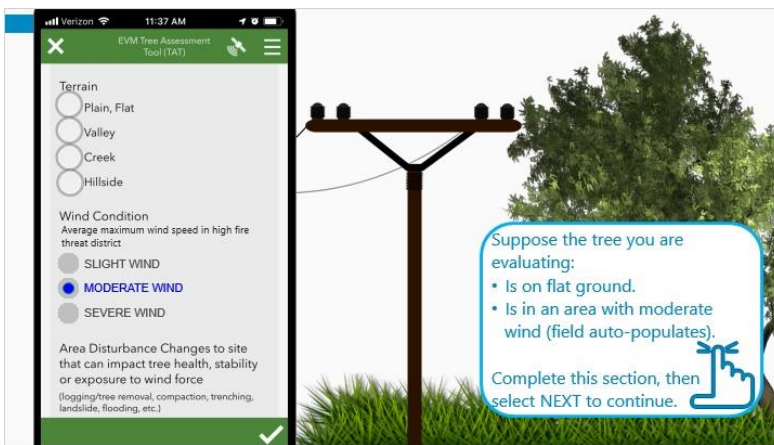 Verizon 11:37 AM
EVM Tree Assessment
Tool (TAT)
Terrain
Plain, Flat
Valley
Creek
Hillside
Wind Condition
Average maximum wind speed in high fire
threat district
SLIGHT WIND
MODERATE WIND
SEVERE WIND
Area Disturbance Changes to site
that can impact tree health, stability
or exposure to wind force
(logging/tree removal, compaction, trenching,
landslide, flooding, etc.)
Suppose the tree you are
evaluating:
• Is on flat ground.
• Is in an area with moderate
wind (field auto-populates).
Complete this section, then
select NEXT to continue.